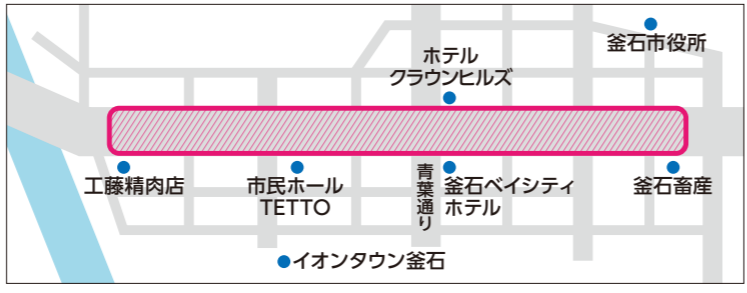 釜石市役所
ホテル
クラウンヒルズ
工藤精肉店
市民ホール
TETTO
青葉通り
釜石ベイシティ
ホテル
釜石畜産
イオンタウン釜石